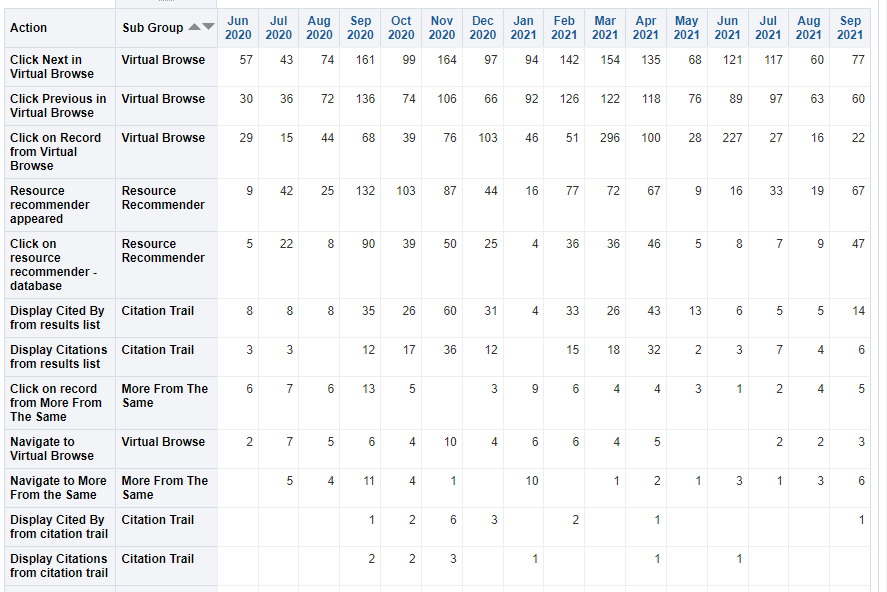 Action Sub Group Jun 2020 Jul 2020 Aug 2020 Sep 2020 Oct 2020 Nov 2020 Dec 2020 Jan 2021 Feb 2021 Mar 2021 Apr 2021 May 2021 Jun 2021 Jul 2021 Aug 2021 Sep 2021
Click Next in Virtual Browse Virtual Browse 57 43 74 161 99 164 97 94 142 154 135 68 121 117 60 77
Click Previous in Virtual Browse Virtual Browse 30 36 72 136 74 106 66 92 126 122 118 76 89 97 63 60
Click on Record from Virtual Browse Virtual Browse 29 15 44 68 39 76 103 46 51 296 100 28 227 27 16 22
Resource recommender appeared Resource Recommender 9 42 25 132 103 87 44 16 77 72 67 9 16 33 19 67
Click on resource recommender - database Resource Recommender 5 22 8 90 39 50 25 4 36 36 46 5 8 7 9 47
Display Cited By from results list Citation Trail 8 8 8 35 26 60 31 4 33 26 43 13 6 5 5 14
Display Citations from results list Citation Trail 3 3 12 17 36 12 15 18 32 2 3 7 4 6
Click on record from More From The Same More From The Same 6 7 6 13 5 3 9 6 4 4 3 1 2 4 5
Navigate to Virtual Browse Virtual Browse 2 7 5 6 4 10 4 6 6 4 5 2 2 3
Navigate to More From the Same More From The Same 5 4 11 4 1 10 1 2 1 3 1 3 6
Display Cited By from citation trail Citation Trail 1 2 6 3 2 1 1
Display Citations from citation trail Citation Trail 2 2 3 1 1 1